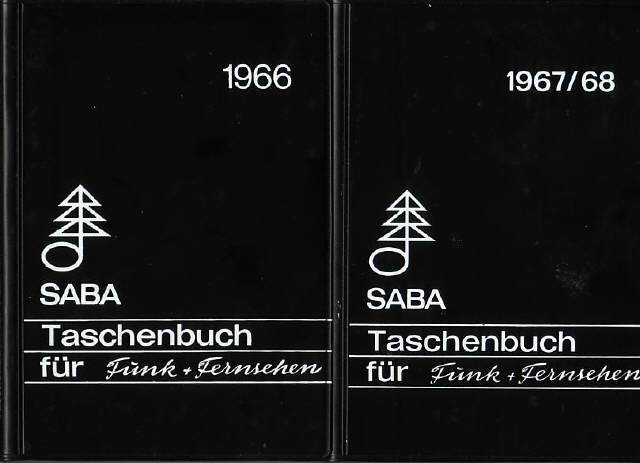 1966
SABA
Taschenbuch
für Funk + Fernsehen
1967/68
SABA
Taschenbuch
für Funk + Fernsehen